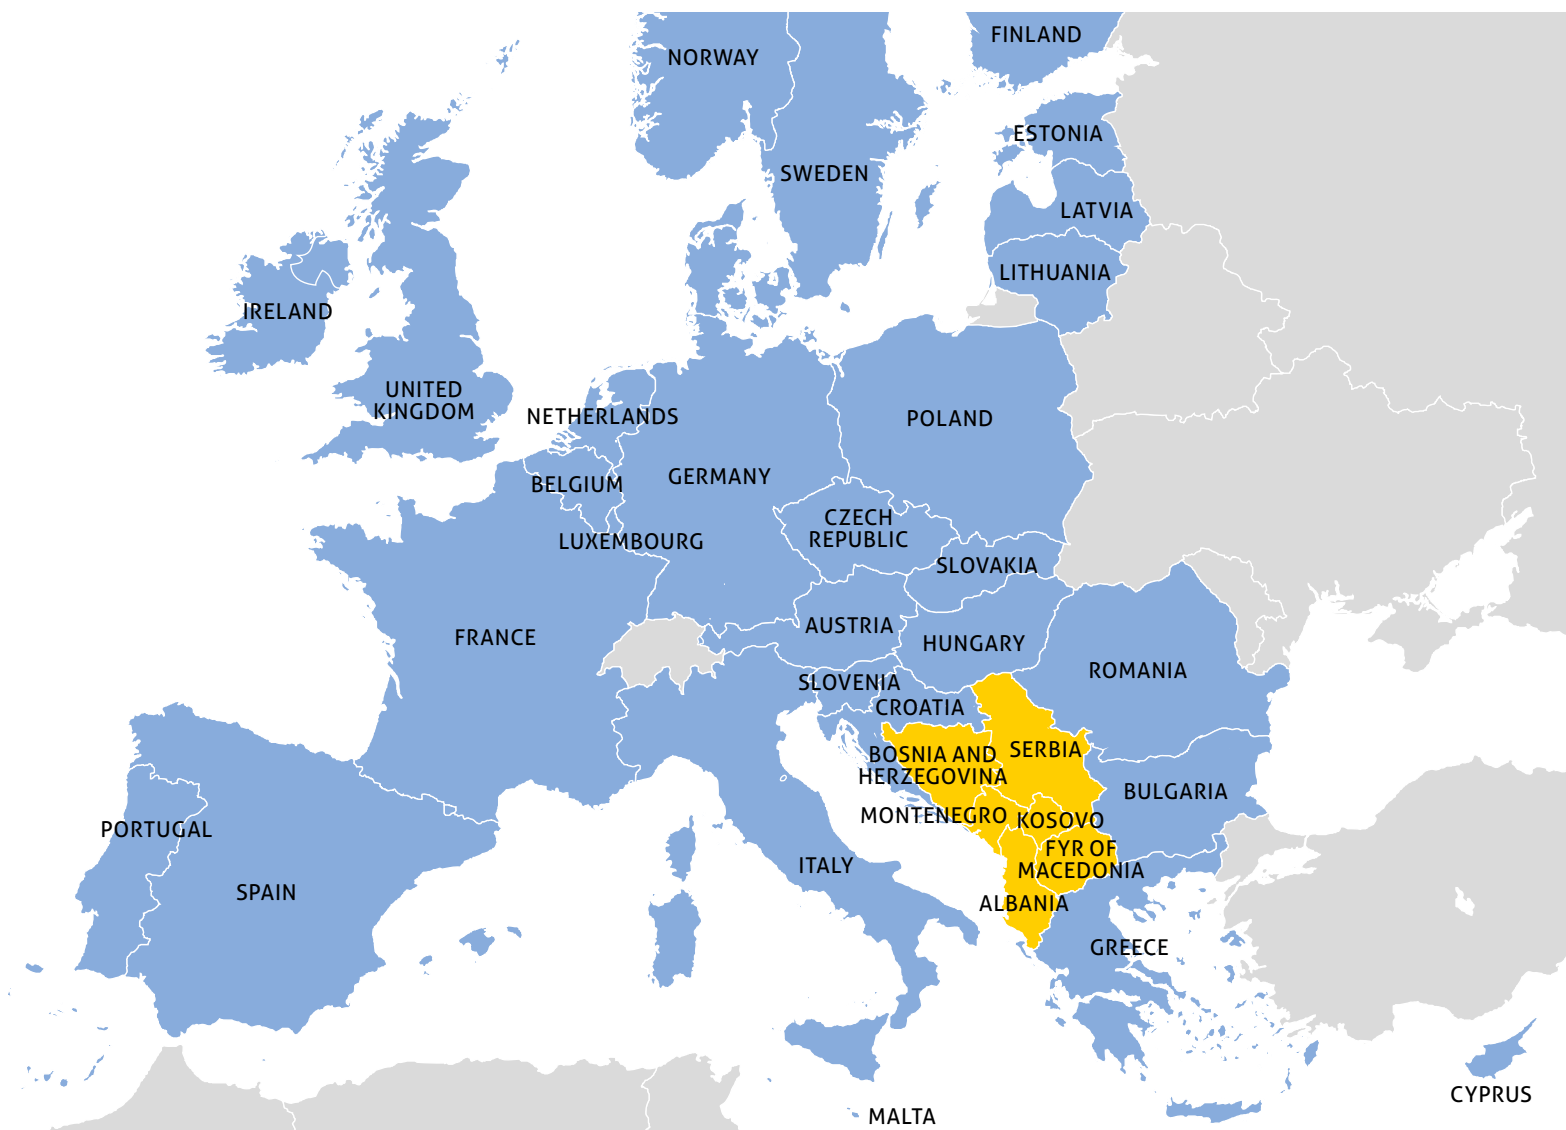 FINLAND
NORWAY
ESTONIA
SWEDEN
LATVIA
LITHUANIA
IRELAND
UNITED
KINGDOM
NETHERLANDS
POLAND
GERMANY
BELGIUM
CZECH
REPUBLIC
LUXEMBOURG
SLOVAKIA
AUSTRIA
FRANCE
HUNGARY
ROMANIA
SLOVENIA
CROATIA
SERBIA
BOSNIA AND
HERZEGOVINA
BULGARIA
MONTENEGRO
KOSOVO
PORTUGAL
FYR OF
MACEDONIA
ITALY
SPAIN
ALBANIA
GREECE
CYPRUS
MALTA